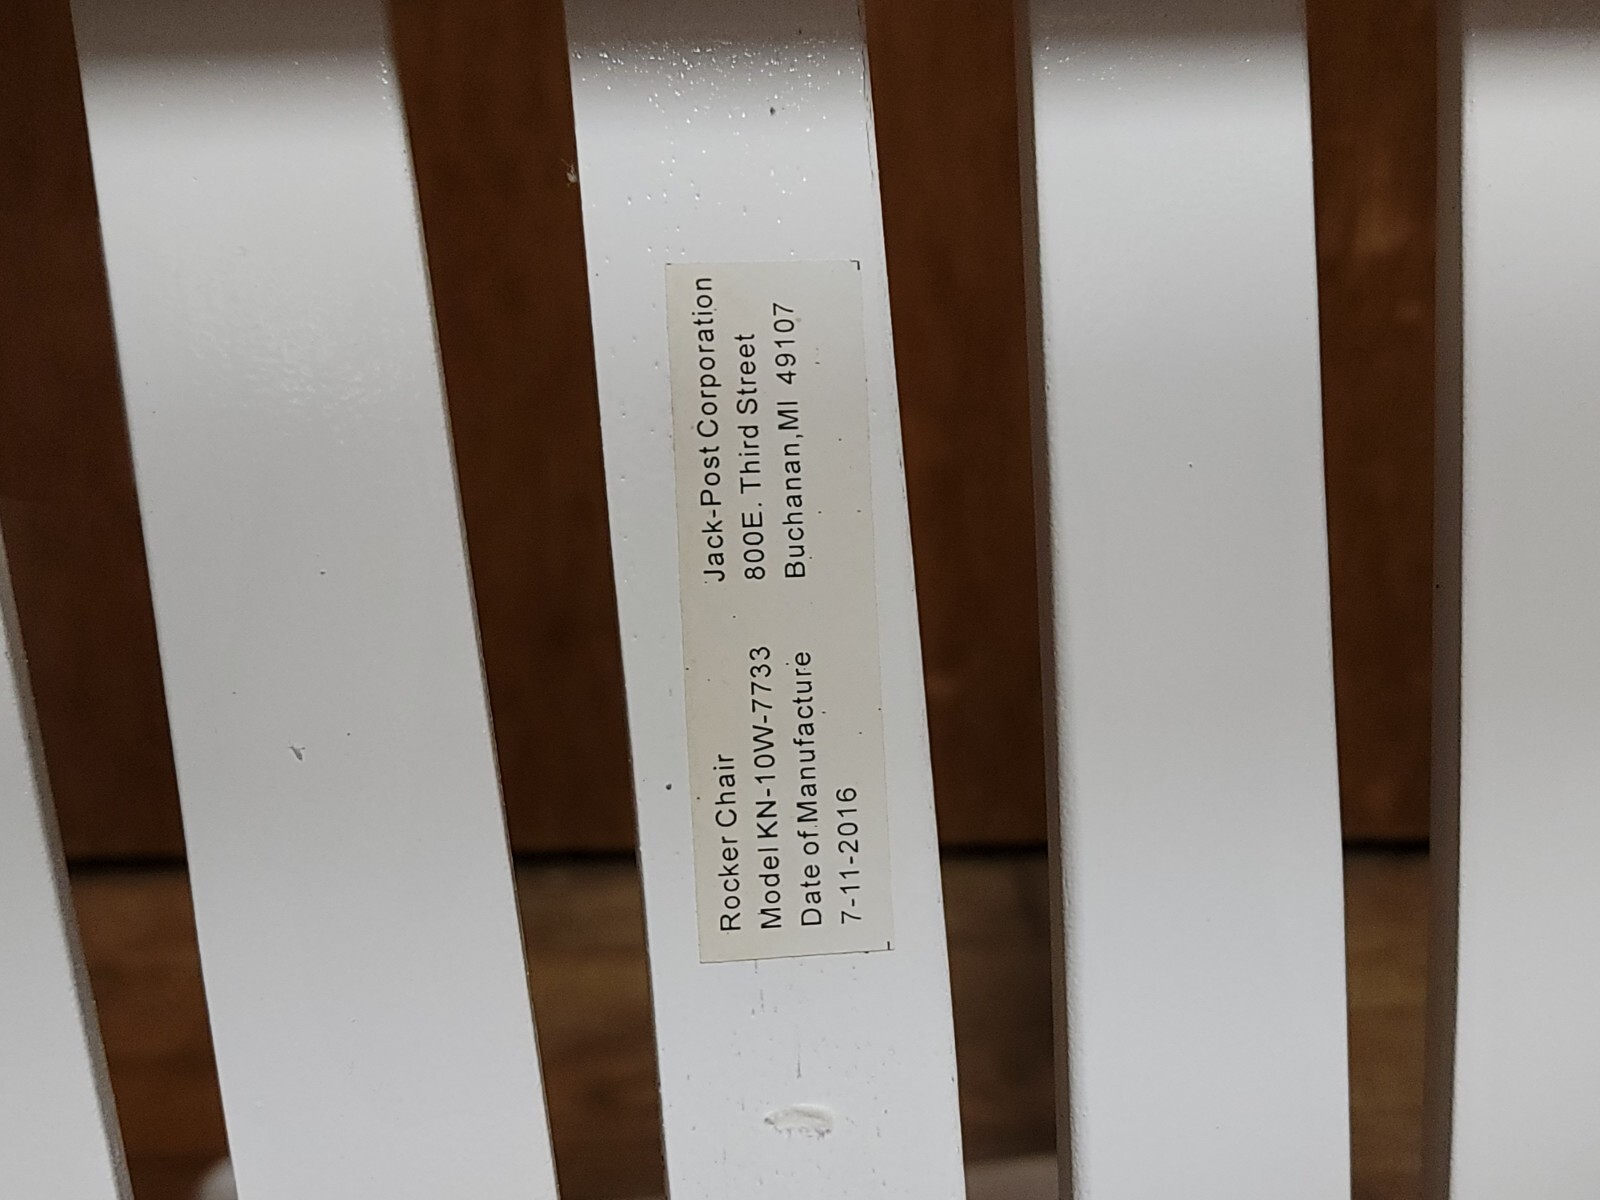 Rocker Chair
Model KN-10W-7733
Date of Manufacture
7-11-2016
Jack-Post Corporation
800E. Third Street
Buchanan,MI 49107